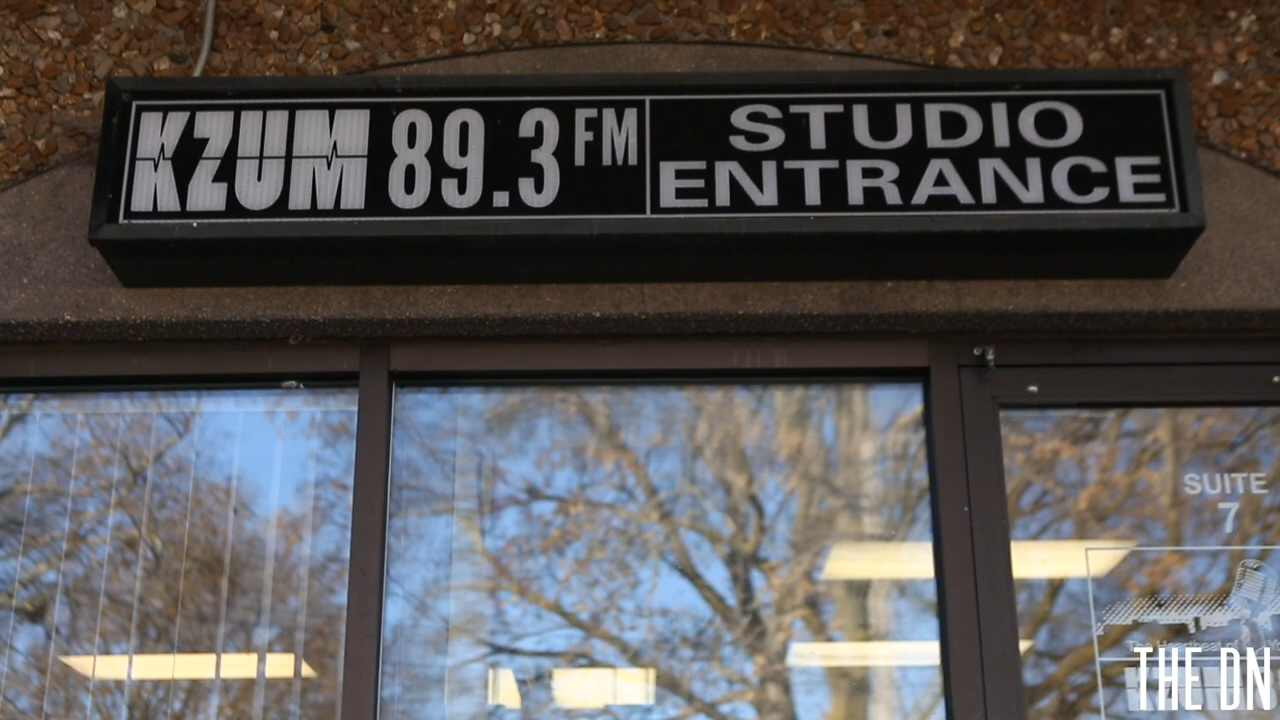 KZUM 89.3 FM
STUDIO
ENTRANCE
SUITE
7
THE DN